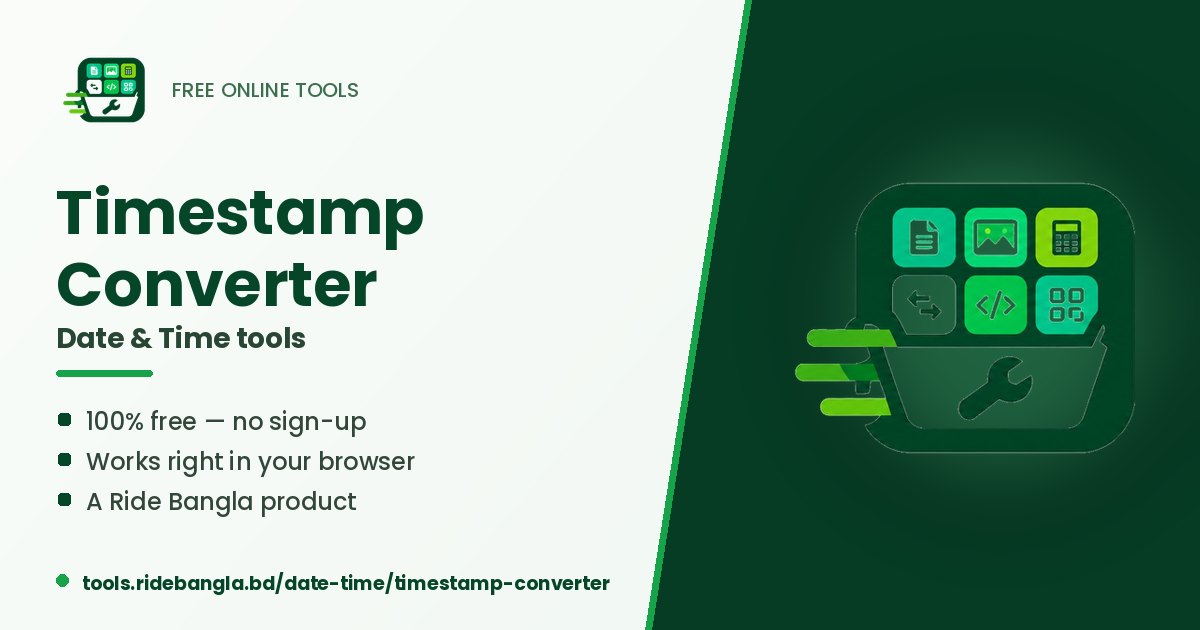 FREE ONLINE TOOLS
Timestamp
Converter
Date & Time tools
100% free — no sign-up
Works right in your browser
A Ride Bangla product
tools.ridebangla.bd/date-time/timestamp-converter